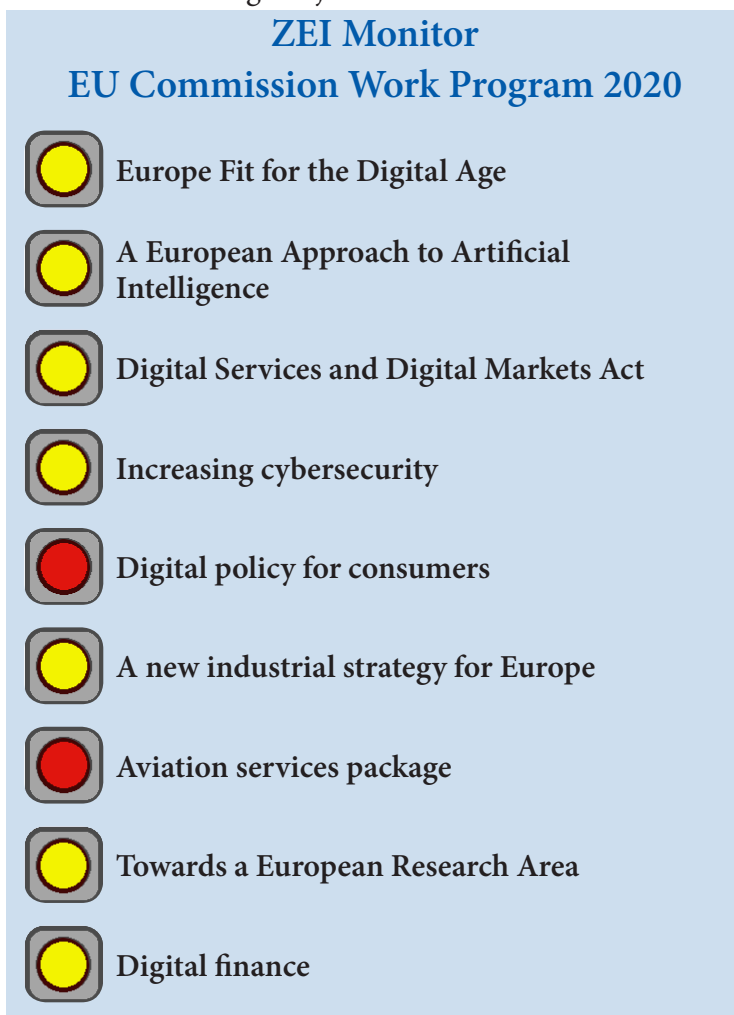 ZEI Monitor
EU Commission Work Program 2020
Europe Fit for the Digital Age
A European Approach to Artificial
Intelligence
Digital Services and Digital Markets Act
Increasing cybersecurity
Digital policy for consumers
A new industrial strategy for Europe
Aviation services package
Towards a European Research Area
Digital finance